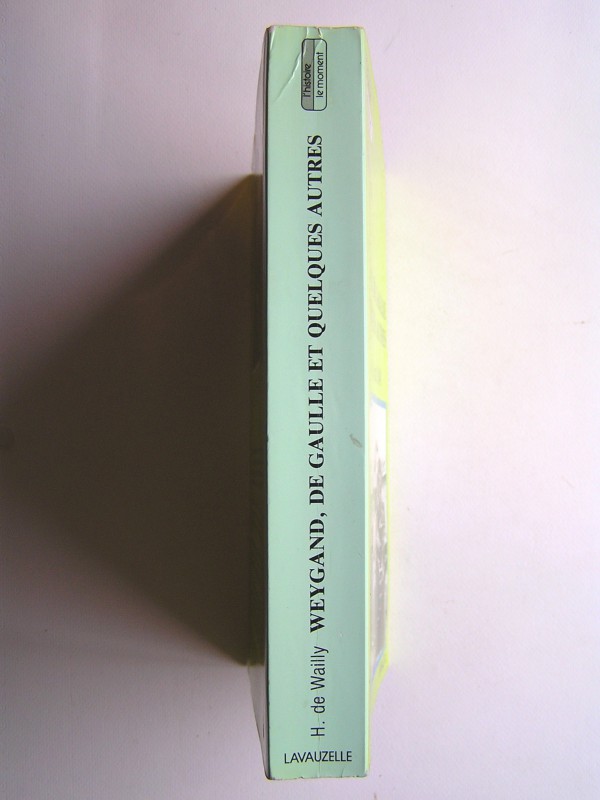 H. de Wailly WEYGAND, DE GAULLE ET QUELQUES AUTRES
l'histoire
le moment
LAVAUZELLE